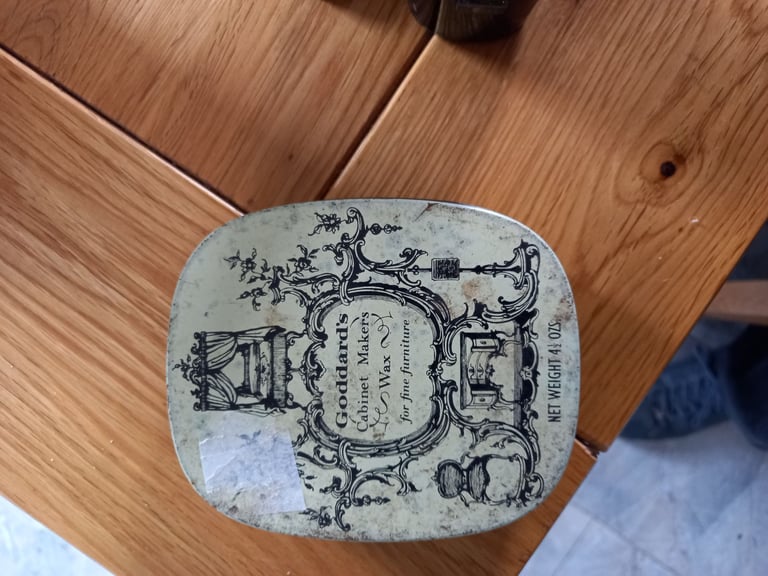 Goddard's
Cabinet Makers
Wax
for fine furniture
NET WEIGHT 4½ OZS.